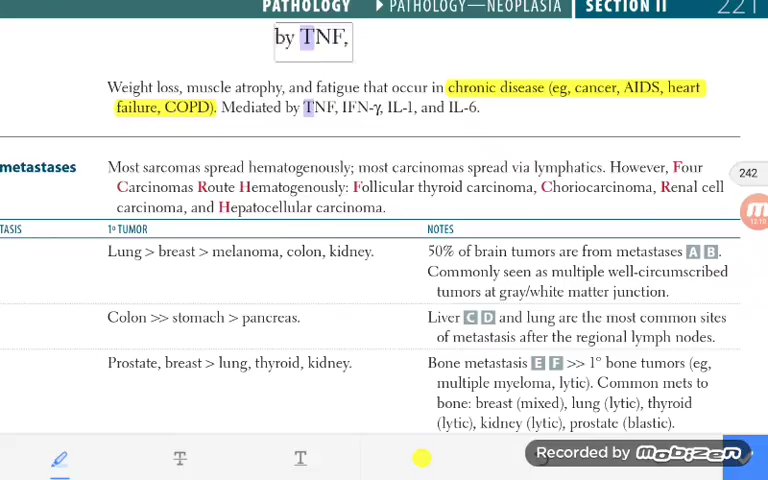 PATHOLOGY ▶ PATHOLOGY—NEOPLASIA SECTION II 221
by TNF,
Weight loss, muscle atrophy, and fatigue that occur in chronic disease (eg, cancer, AIDS, heart
failure, COPD). Mediated by TNF, IFN-γ, IL-1, and IL-6.
metastases Most sarcomas spread hematogenously; most carcinomas spread via lymphatics. However, Four
Carcinomas Route Hematogenously: Follicular thyroid carcinoma, Choriocarcinoma, Renal cell
carcinoma, and Hepatocellular carcinoma.
242
12:10
TASIS 1º TUMOR NOTES
Lung > breast > melanoma, colon, kidney. 50% of brain tumors are from metastases A B.
Commonly seen as multiple well-circumscribed
tumors at gray/white matter junction.
Colon >> stomach > pancreas. Liver C D and lung are the most common sites
of metastasis after the regional lymph nodes.
Prostate, breast > lung, thyroid, kidney. Bone metastasis E F >> 1º bone tumors (eg,
multiple myeloma, lytic). Common mets to
bone: breast (mixed), lung (lytic), thyroid
(lytic), kidney (lytic), prostate (blastic).
Recorded by mobizen